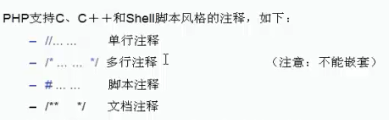 PHP支持C、C++和Shell脚本风格的注释，如下：
– //... ... 单行注释
– /* ... ... */ 多行注释 （注意：不能嵌套）
– # ... ... 脚本注释
– /** */ 文档注释